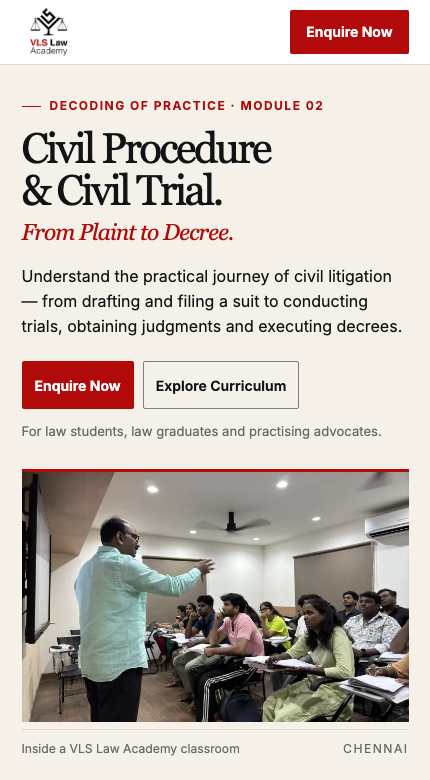 VLS Law
Academy
Enquire Now
DECODING OF PRACTICE · MODULE 02
Civil Procedure
& Civil Trial.
From Plaint to Decree.
Understand the practical journey of civil litigation
— from drafting and filing a suit to conducting
trials, obtaining judgments and executing decrees.
Enquire Now
Explore Curriculum
For law students, law graduates and practising advocates.
Inside a VLS Law Academy classroom
CHENNAI